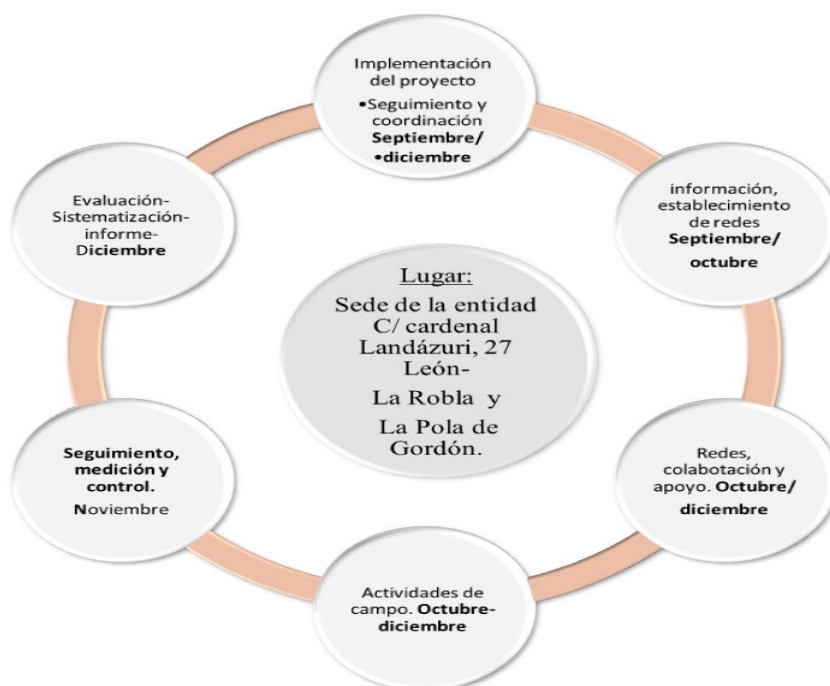 Implementación
del proyecto
•Seguimiento y
coordinación
Septiembre/
•diciembre
información,
establecimiento
de redes
Septiembre/
octubre
Redes,
colabotación y
apoyo. Octubre/
diciembre
Actividades de
campo. Octubre-
diciembre
Seguimiento,
medición y
control.
Noviembre
Evaluación-
Sistematización-
informe-
Diciembre
Lugar:
Sede de la entidad
C/ cardenal
Landázuri, 27
León-
La Robla y
La Pola de
Gordón.